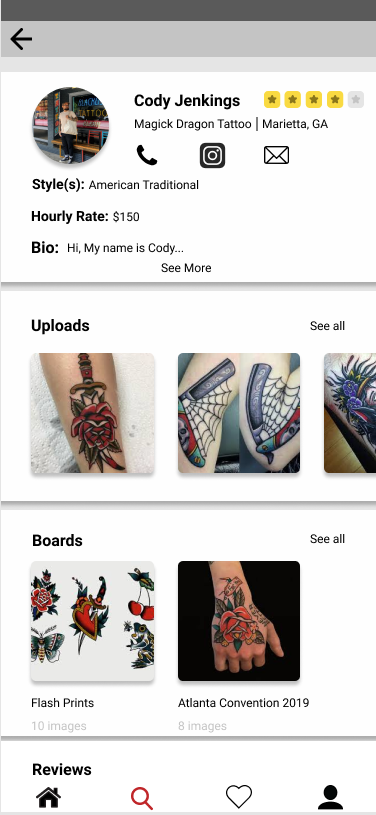 Cody Jenkings
Magick Dragon Tattoo | Marietta, GA
Style(s): American Traditional
Hourly Rate: $150
Bio: Hi, My name is Cody...
See More
Uploads
See all
Boards
See all
Flash Prints
Atlanta Convention 2019
10 images
8 images
Reviews